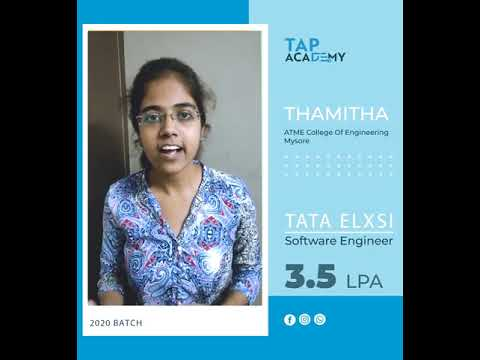 TAP
ACADEMY
THAMITHA
ATME College Of Engineering
Mysore
TATA ELXSI
Software Engineer
3.5 LPA
2020 BATCH